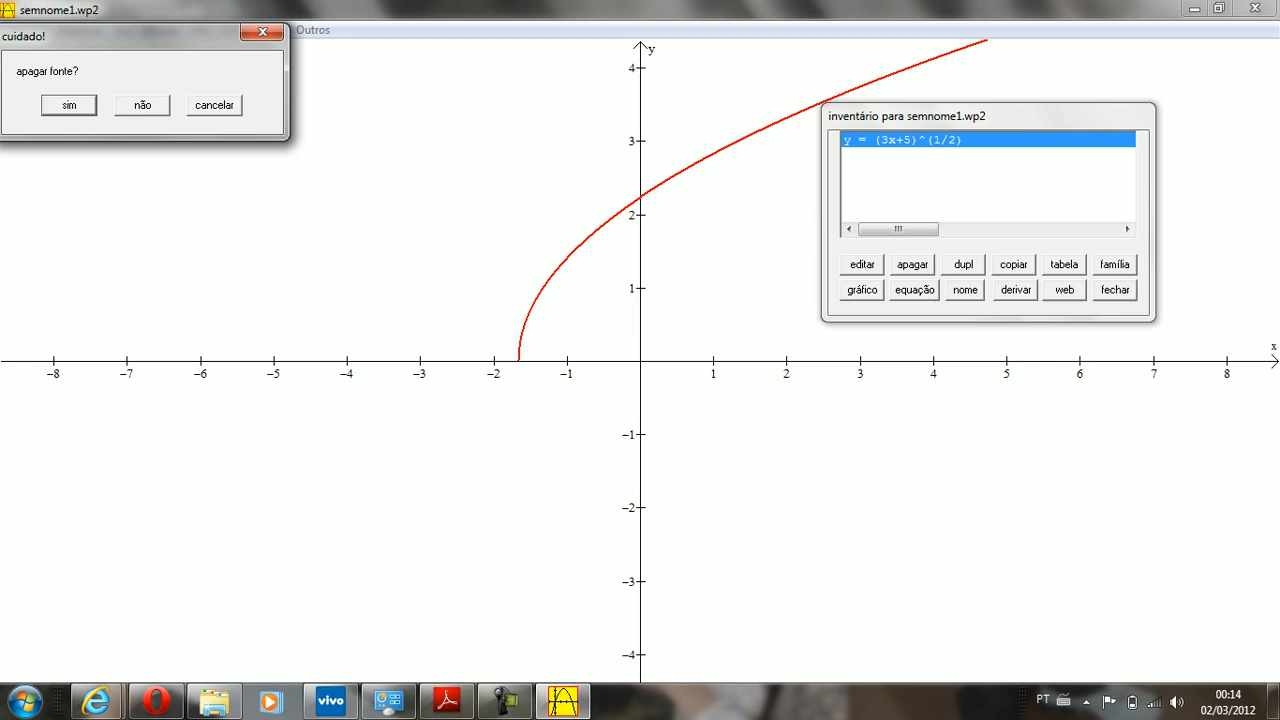 semnome1.wp2
cuidado!
Outros
apagar fonte?
sim não cancelar
inventário para semnome1.wp2
y = (3x+5)^(1/2)
editar apagar dupl copiar tabela família
gráfico equação nome derivar web fechar
y
4
3
2
1
x
−8 −7 −6 −5 −4 −3 −2 −1 1 2 3 4 5 6 7 8
−1
−2
−3
−4
vivo
PT
00:14
02/03/2012